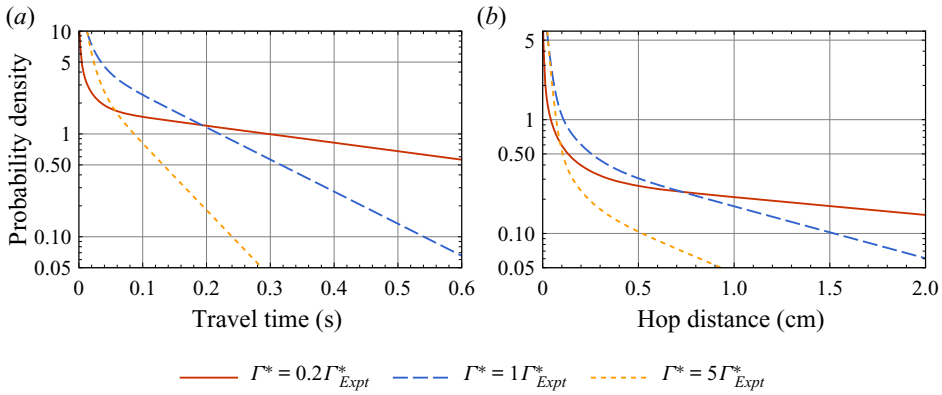 (a)
Probability density
10
5
1
0.50
0.10
0.05
0 0.1 0.2 0.3 0.4 0.5 0.6
Travel time (s)
(b)
5
1
0.50
0.10
0.05
0 0.5 1.0 1.5 2.0
Hop distance (cm)
Γ* = 0.2Γ*Expt Γ* = 1Γ*Expt Γ* = 5Γ*Expt